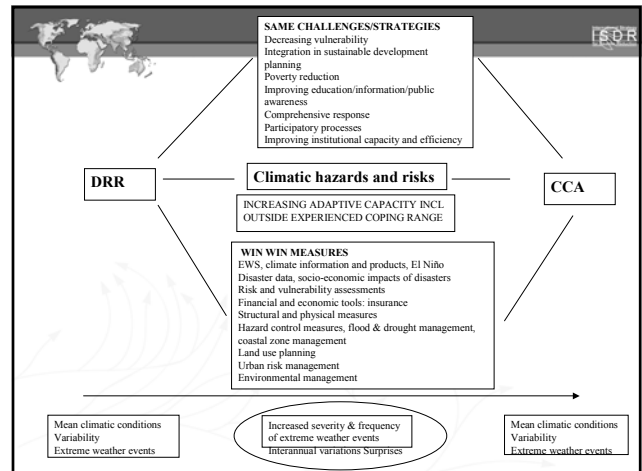 SAME CHALLENGES/STRATEGIES
Decreasing vulnerability
Integration in sustainable development
planning
Poverty reduction
Improving education/information/public
awareness
Comprehensive response
Participatory processes
Improving institutional capacity and efficiency
ISDR
DRR
Climatic hazards and risks
CCA
INCREASING ADAPTIVE CAPACITY INCL
OUTSIDE EXPERIENCED COPING RANGE
WIN WIN MEASURES
EWS, climate information and products, El Niño
Disaster data, socio-economic impacts of disasters
Risk and vulnerability assessments
Financial and economic tools: insurance
Structural and physical measures
Hazard control measures, flood & drought management,
coastal zone management
Land use planning
Urban risk management
Environmental management
Mean climatic conditions
Variability
Extreme weather events
Increased severity & frequency
of extreme weather events
Interannual variations Surprises
Mean climatic conditions
Variability
Extreme weather events